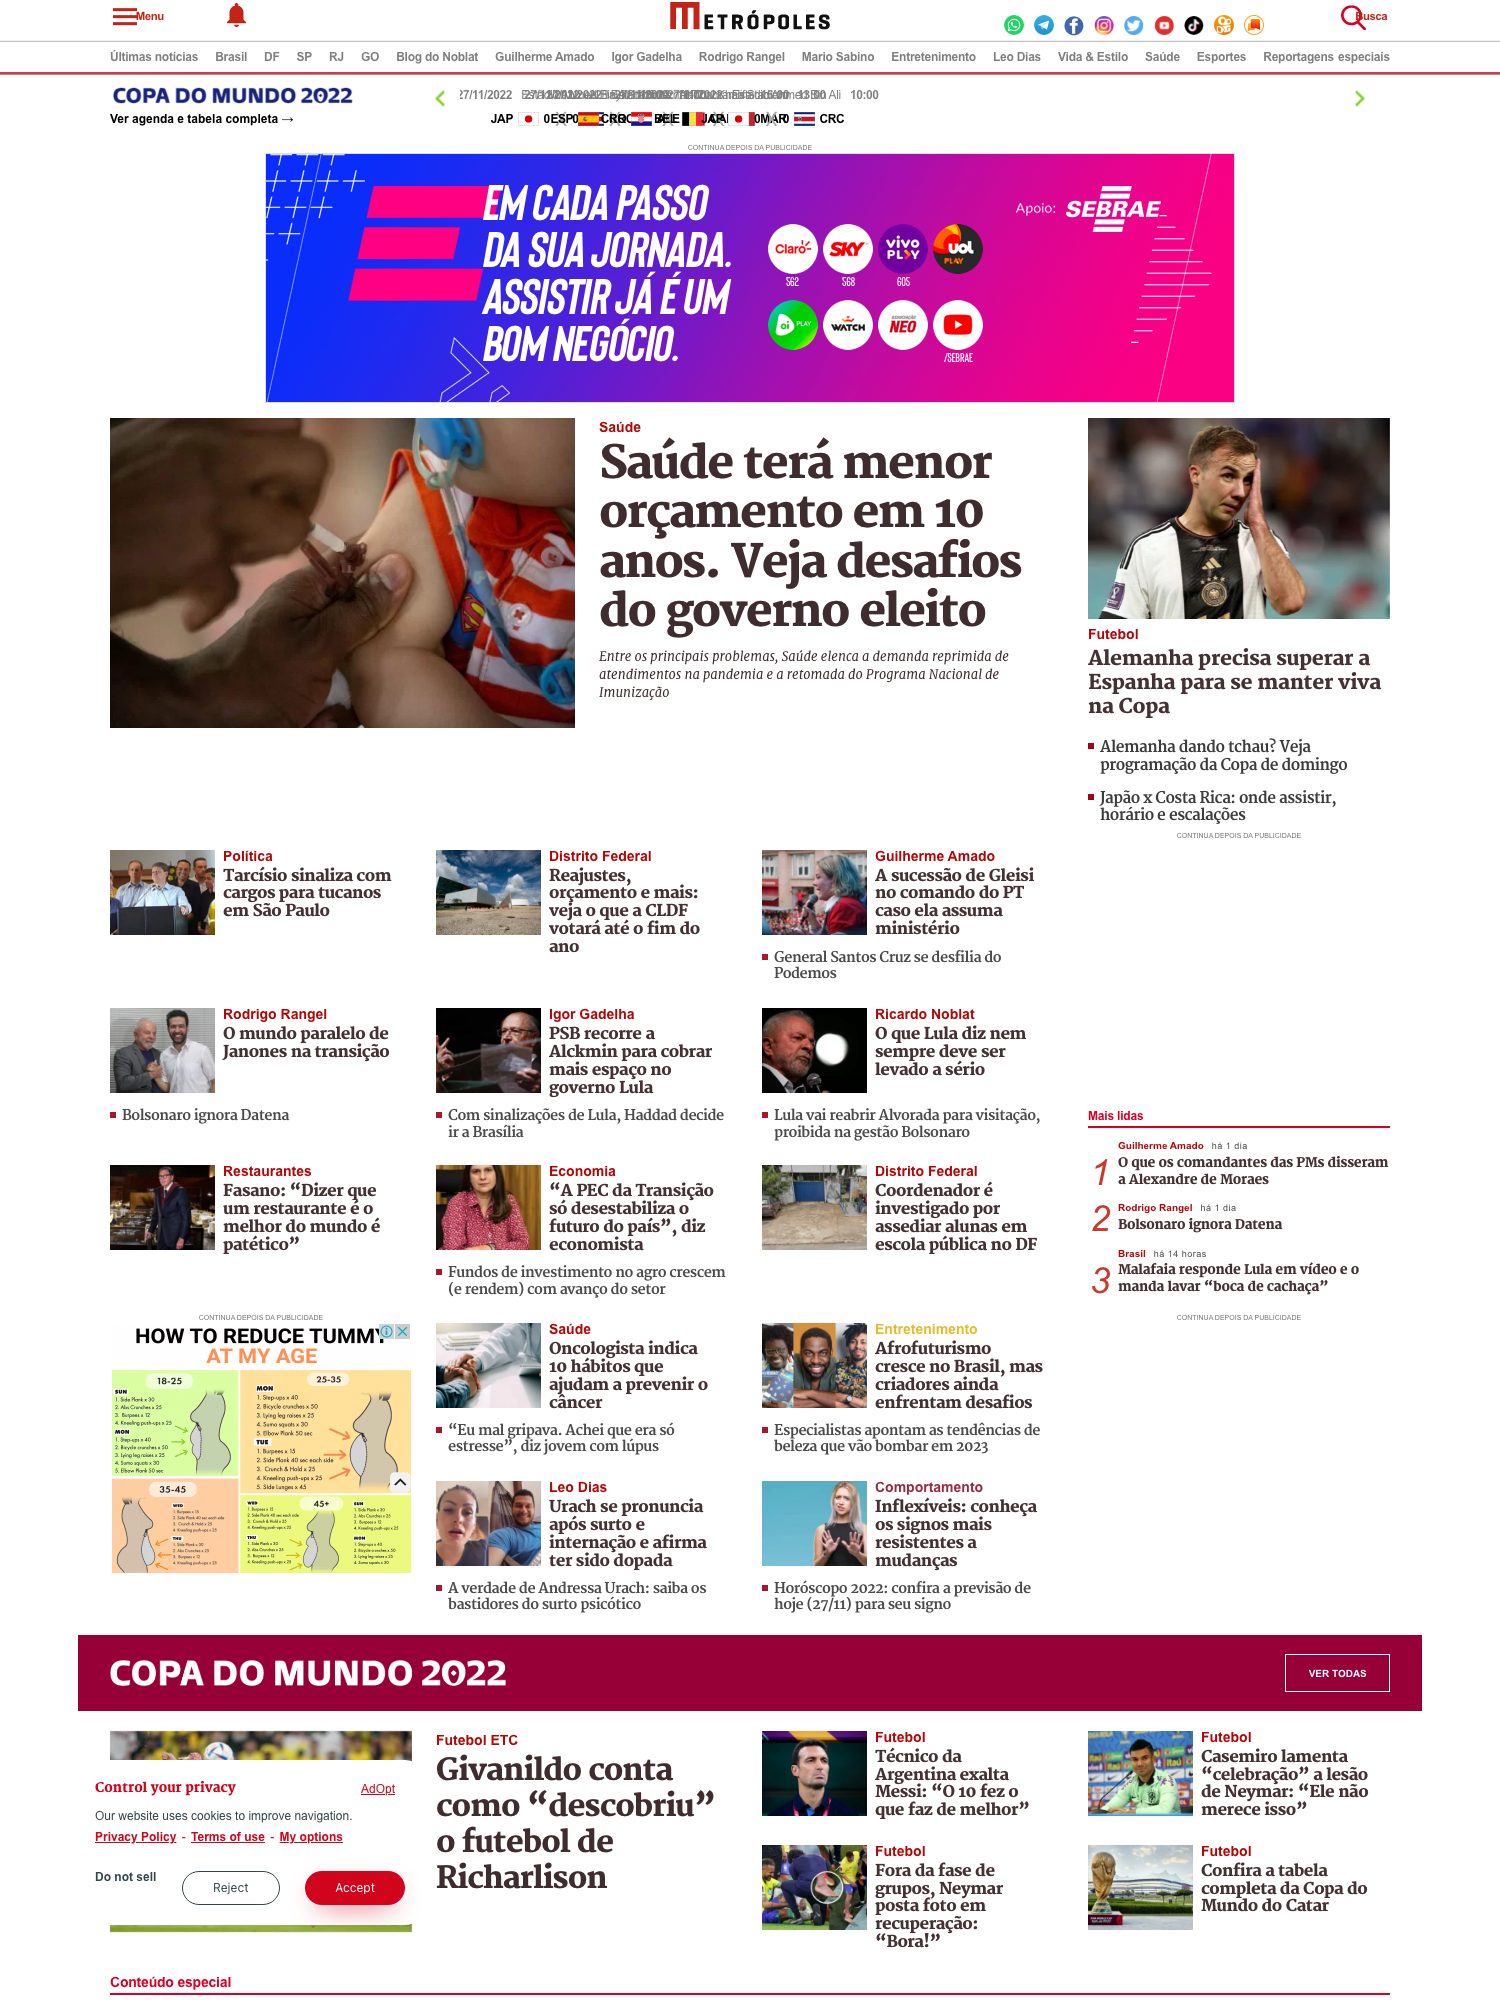 Menu
METRÓPOLES
Busca
Últimas notícias Brasil DF SP RJ GO Blog do Noblat Guilherme Amado Igor Gadelha Rodrigo Rangel Mario Sabino Entretenimento Leo Dias Vida & Estilo Saúde Esportes Reportagens especiais
COPA DO MUNDO 2022
Ver agenda e tabela completa →
27/11/2022
10:00
JAP
CRC
CONTINUA DEPOIS DA PUBLICIDADE
EM CADA PASSO
DA SUA JORNADA.
ASSISTIR JÁ É UM
BOM NEGÓCIO.
Claro
562
SKY
568
VIVO PLAY
605
UOL PLAY
oi PLAY
WATCH
NEO
/SEBRAE
Apoio: SEBRAE
Saúde
Saúde terá menor
orçamento em 10
anos. Veja desafios
do governo eleito
Entre os principais problemas, Saúde elenca a demanda reprimida de
atendimentos na pandemia e a retomada do Programa Nacional de
Imunização
Futebol
Alemanha precisa superar a
Espanha para se manter viva
na Copa
Alemanha dando tchau? Veja
programação da Copa de domingo
Japão x Costa Rica: onde assistir,
horário e escalações
CONTINUA DEPOIS DA PUBLICIDADE
Política
Tarcísio sinaliza com
cargos para tucanos
em São Paulo
Distrito Federal
Reajustes,
orçamento e mais:
veja o que a CLDF
votará até o fim do
ano
Guilherme Amado
A sucessão de Gleisi
no comando do PT
caso ela assuma
ministério
General Santos Cruz se desfilia do
Podemos
Rodrigo Rangel
O mundo paralelo de
Janones na transição
Bolsonaro ignora Datena
Igor Gadelha
PSB recorre a
Alckmin para cobrar
mais espaço no
governo Lula
Com sinalizações de Lula, Haddad decide
ir a Brasília
Ricardo Noblat
O que Lula diz nem
sempre deve ser
levado a sério
Lula vai reabrir Alvorada para visitação,
proibida na gestão Bolsonaro
Mais lidas
Guilherme Amado há 1 dia
1 O que os comandantes das PMs disseram
a Alexandre de Moraes
Rodrigo Rangel há 1 dia
2 Bolsonaro ignora Datena
Brasil há 14 horas
3 Malafaia responde Lula em vídeo e o
manda lavar “boca de cachaça”
CONTINUA DEPOIS DA PUBLICIDADE
Restaurantes
Fasano: “Dizer que
um restaurante é o
melhor do mundo é
patético”
Economia
“A PEC da Transição
só desestabiliza o
futuro do país”, diz
economista
Fundos de investimento no agro crescem
(e rendem) com avanço do setor
Distrito Federal
Coordenador é
investigado por
assediar alunas em
escola pública no DF
CONTINUA DEPOIS DA PUBLICIDADE
HOW TO REDUCE TUMMY
AT MY AGE
18-25
25-35
35-45
45+
Saúde
Oncologista indica
10 hábitos que
ajudam a prevenir o
câncer
“Eu mal gripava. Achei que era só
estresse”, diz jovem com lúpus
Entretenimento
Afrofuturismo
cresce no Brasil, mas
criadores ainda
enfrentam desafios
Especialistas apontam as tendências de
beleza que vão bombar em 2023
Leo Dias
Urach se pronuncia
após surto e
internação e afirma
ter sido dopada
A verdade de Andressa Urach: saiba os
bastidores do surto psicótico
Comportamento
Inflexíveis: conheça
os signos mais
resistentes a
mudanças
Horóscopo 2022: confira a previsão de
hoje (27/11) para seu signo
COPA DO MUNDO 2022
VER TODAS
Futebol ETC
Givanildo conta
como “descobriu”
o futebol de
Richarlison
Futebol
Técnico da
Argentina exalta
Messi: “O 10 fez o
que faz de melhor”
Futebol
Casemiro lamenta
“celebração” a lesão
de Neymar: “Ele não
merece isso”
Futebol
Fora da fase de
grupos, Neymar
posta foto em
recuperação:
“Bora!”
Futebol
Confira a tabela
completa da Copa do
Mundo do Catar
Control your privacy
AdOpt
Our website uses cookies to improve navigation.
Privacy Policy - Terms of use - My options
Do not sell
Reject
Accept
Conteúdo especial